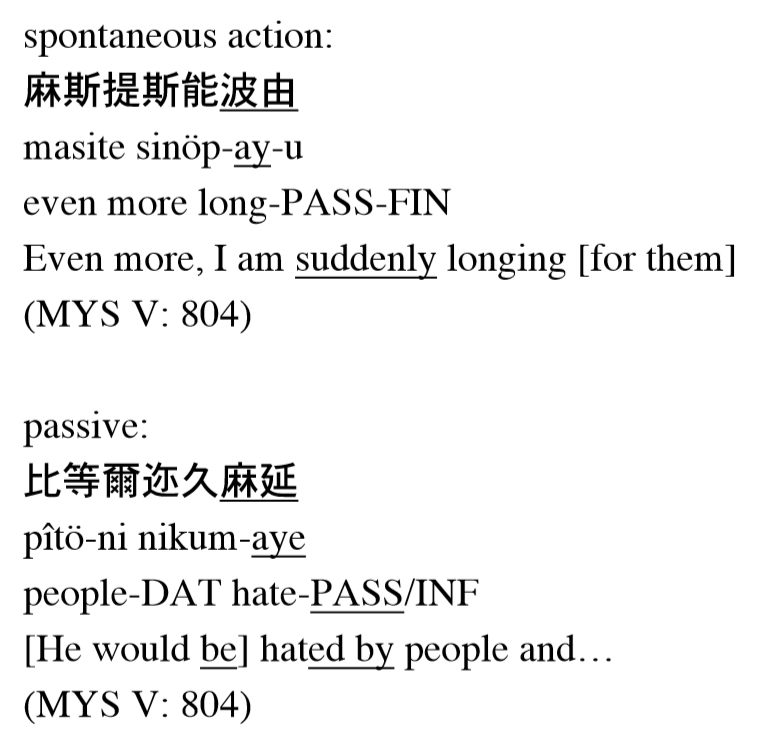 spontaneous action:
麻斯提斯能波由
masite sinöp-ay-u
even more long-PASS-FIN
Even more, I am suddenly longing [for them]
(MYS V: 804)
passive:
比等爾迩久麻延
pîtö-ni nikum-aye
people-DAT hate-PASS/INF
[He would be] hated by people and…
(MYS V: 804)